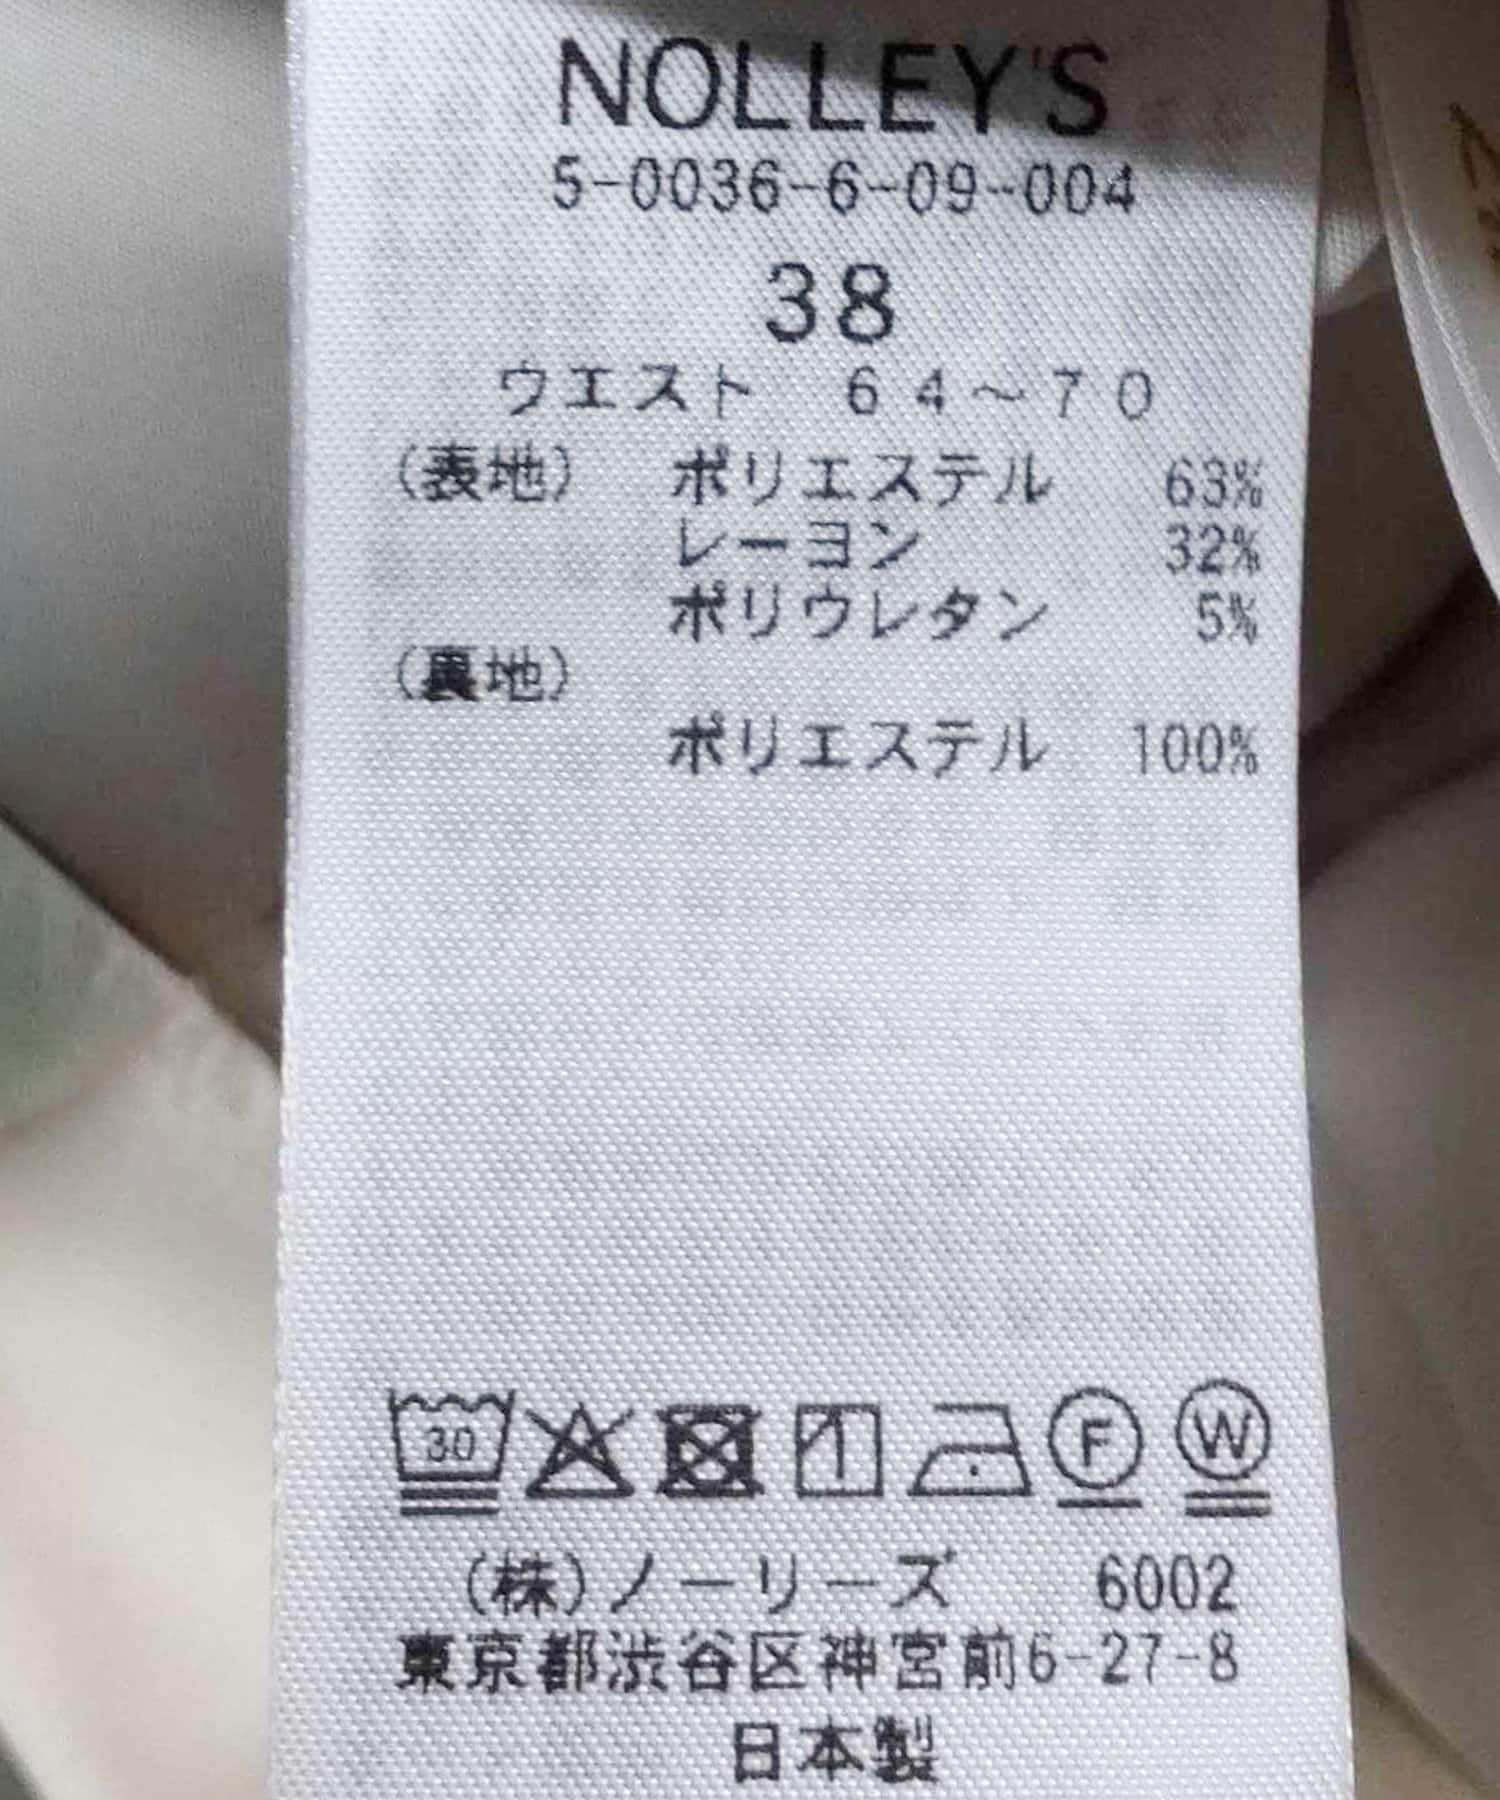 NOLLEY'S
5-0036-6-09-004
38
ウエスト 64～70
(表地) ポリエステル 63%
レーヨン 32%
ポリウレタン 5%
(裏地)
ポリエステル 100%
30 F W
(株)ノーリーズ 6002
東京都渋谷区神宮前6-27-8
日本製